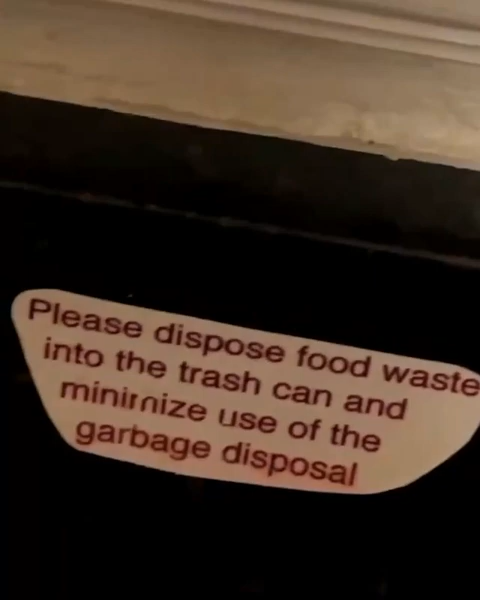 Please dispose food waste
into the trash can and
minimize use of the
garbage disposal